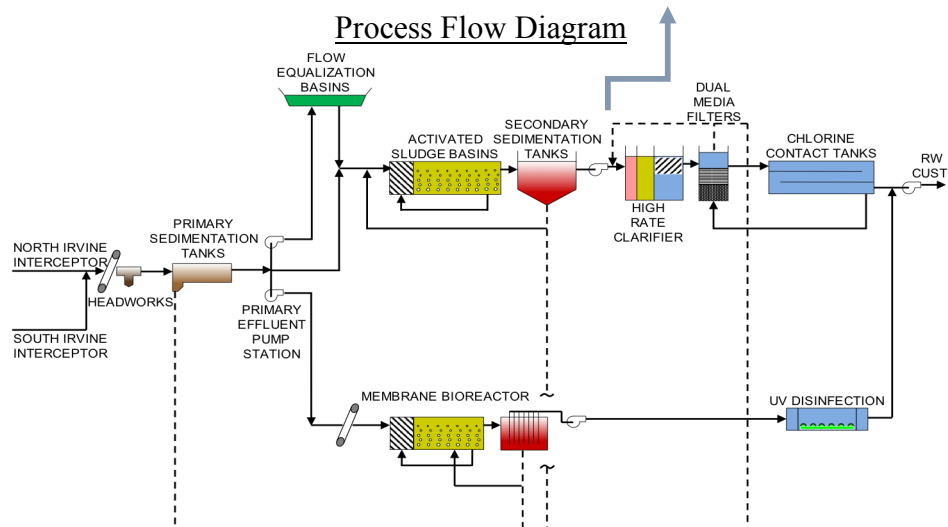 Process Flow Diagram
FLOW
EQUALIZATION
BASINS
DUAL
MEDIA
FILTERS
ACTIVATED
SLUDGE BASINS
SECONDARY
SEDIMENTATION
TANKS
CHLORINE
CONTACT TANKS
RW
CUST
HIGH
RATE
CLARIFIER
PRIMARY
SEDIMENTATION
TANKS
NORTH IRVINE
INTERCEPTOR
HEADWORKS
SOUTH IRVINE
INTERCEPTOR
PRIMARY
EFFLUENT
PUMP
STATION
MEMBRANE BIOREACTOR
UV DISINFECTION